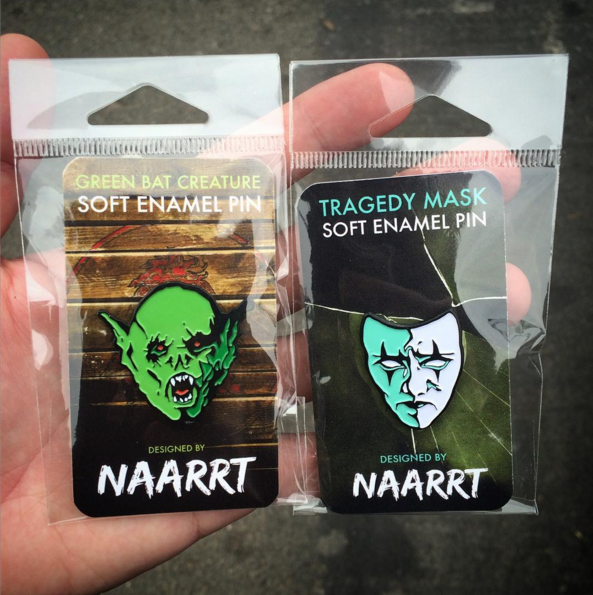 GREEN BAT CREATURE
SOFT ENAMEL PIN
DESIGNED BY
NAARRT
TRAGEDY MASK
SOFT ENAMEL PIN
DESIGNED BY
NAARRT